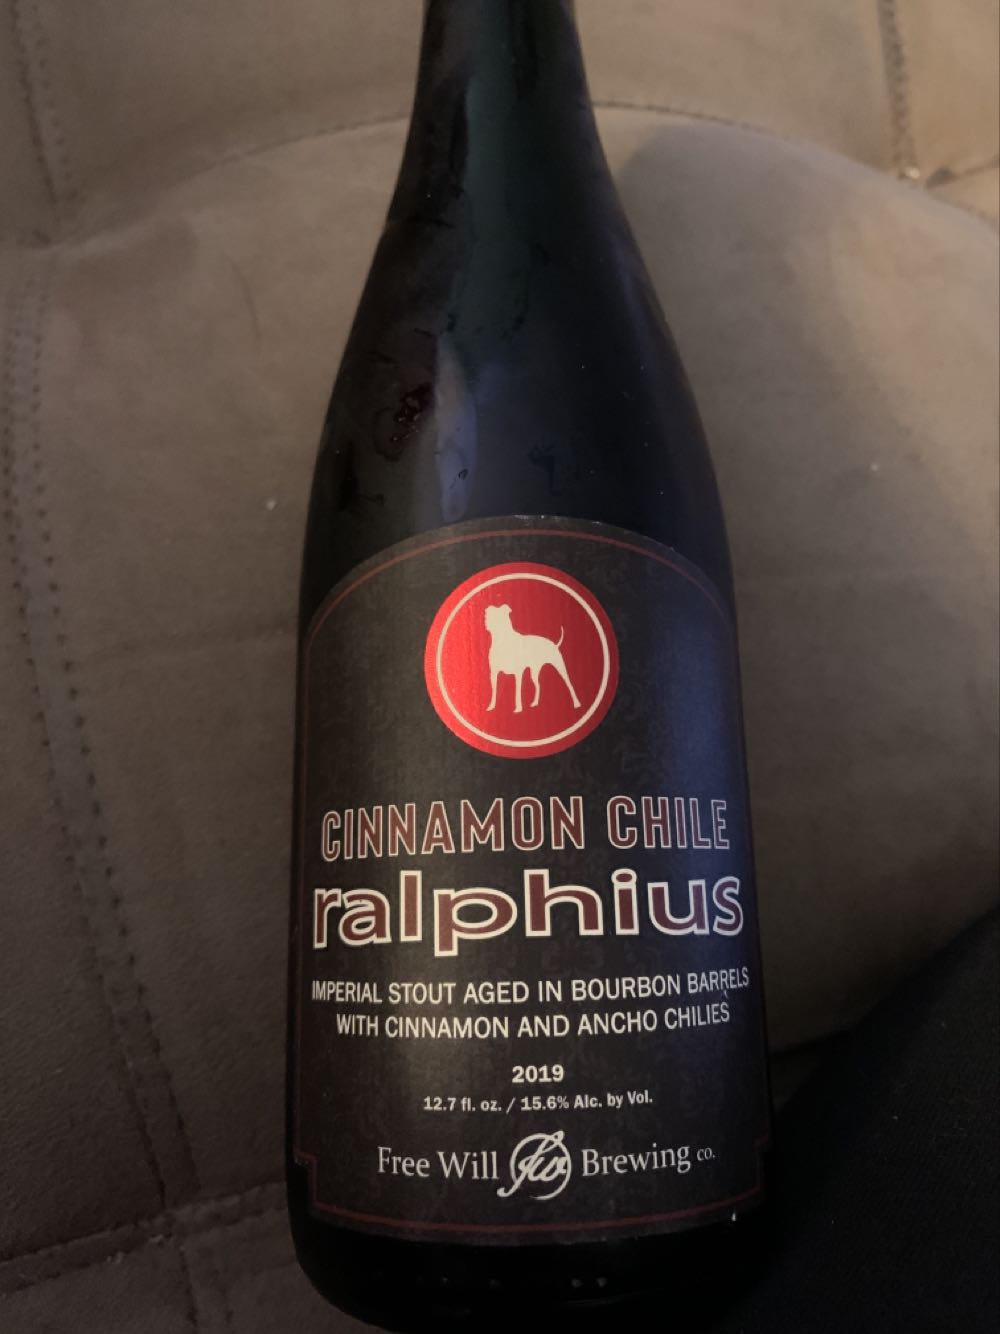 CINNAMON CHILE
ralphius
IMPERIAL STOUT AGED IN BOURBON BARRELS
WITH CINNAMON AND ANCHO CHILIES
2019
12.7 fl. oz. / 15.6% Alc. by Vol.
Free Will fw Brewing co.